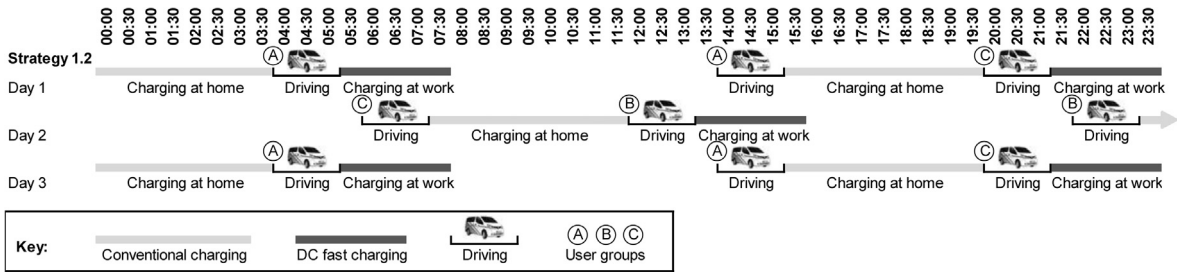 00:00 00:30 01:00 01:30 02:00 02:30 03:00 03:30 04:00 04:30 05:00 05:30 06:00 06:30 07:00 07:30 08:00 08:30 09:00 09:30 10:00 10:30 11:00 11:30 12:00 12:30 13:00 13:30 14:00 14:30 15:00 15:30 16:00 16:30 17:00 17:30 18:00 18:30 19:00 19:30 20:00 20:30 21:00 21:30 22:00 22:30 23:00 23:30
Strategy 1.2
A A C
Day 1 Charging at home Driving Charging at work Driving Charging at home Driving Charging at work
C B B
Day 2 Driving Charging at home Driving Charging at work Driving
A A C
Day 3 Charging at home Driving Charging at work Driving Charging at home Driving Charging at work
Key: A B C
Conventional charging DC fast charging Driving User groups